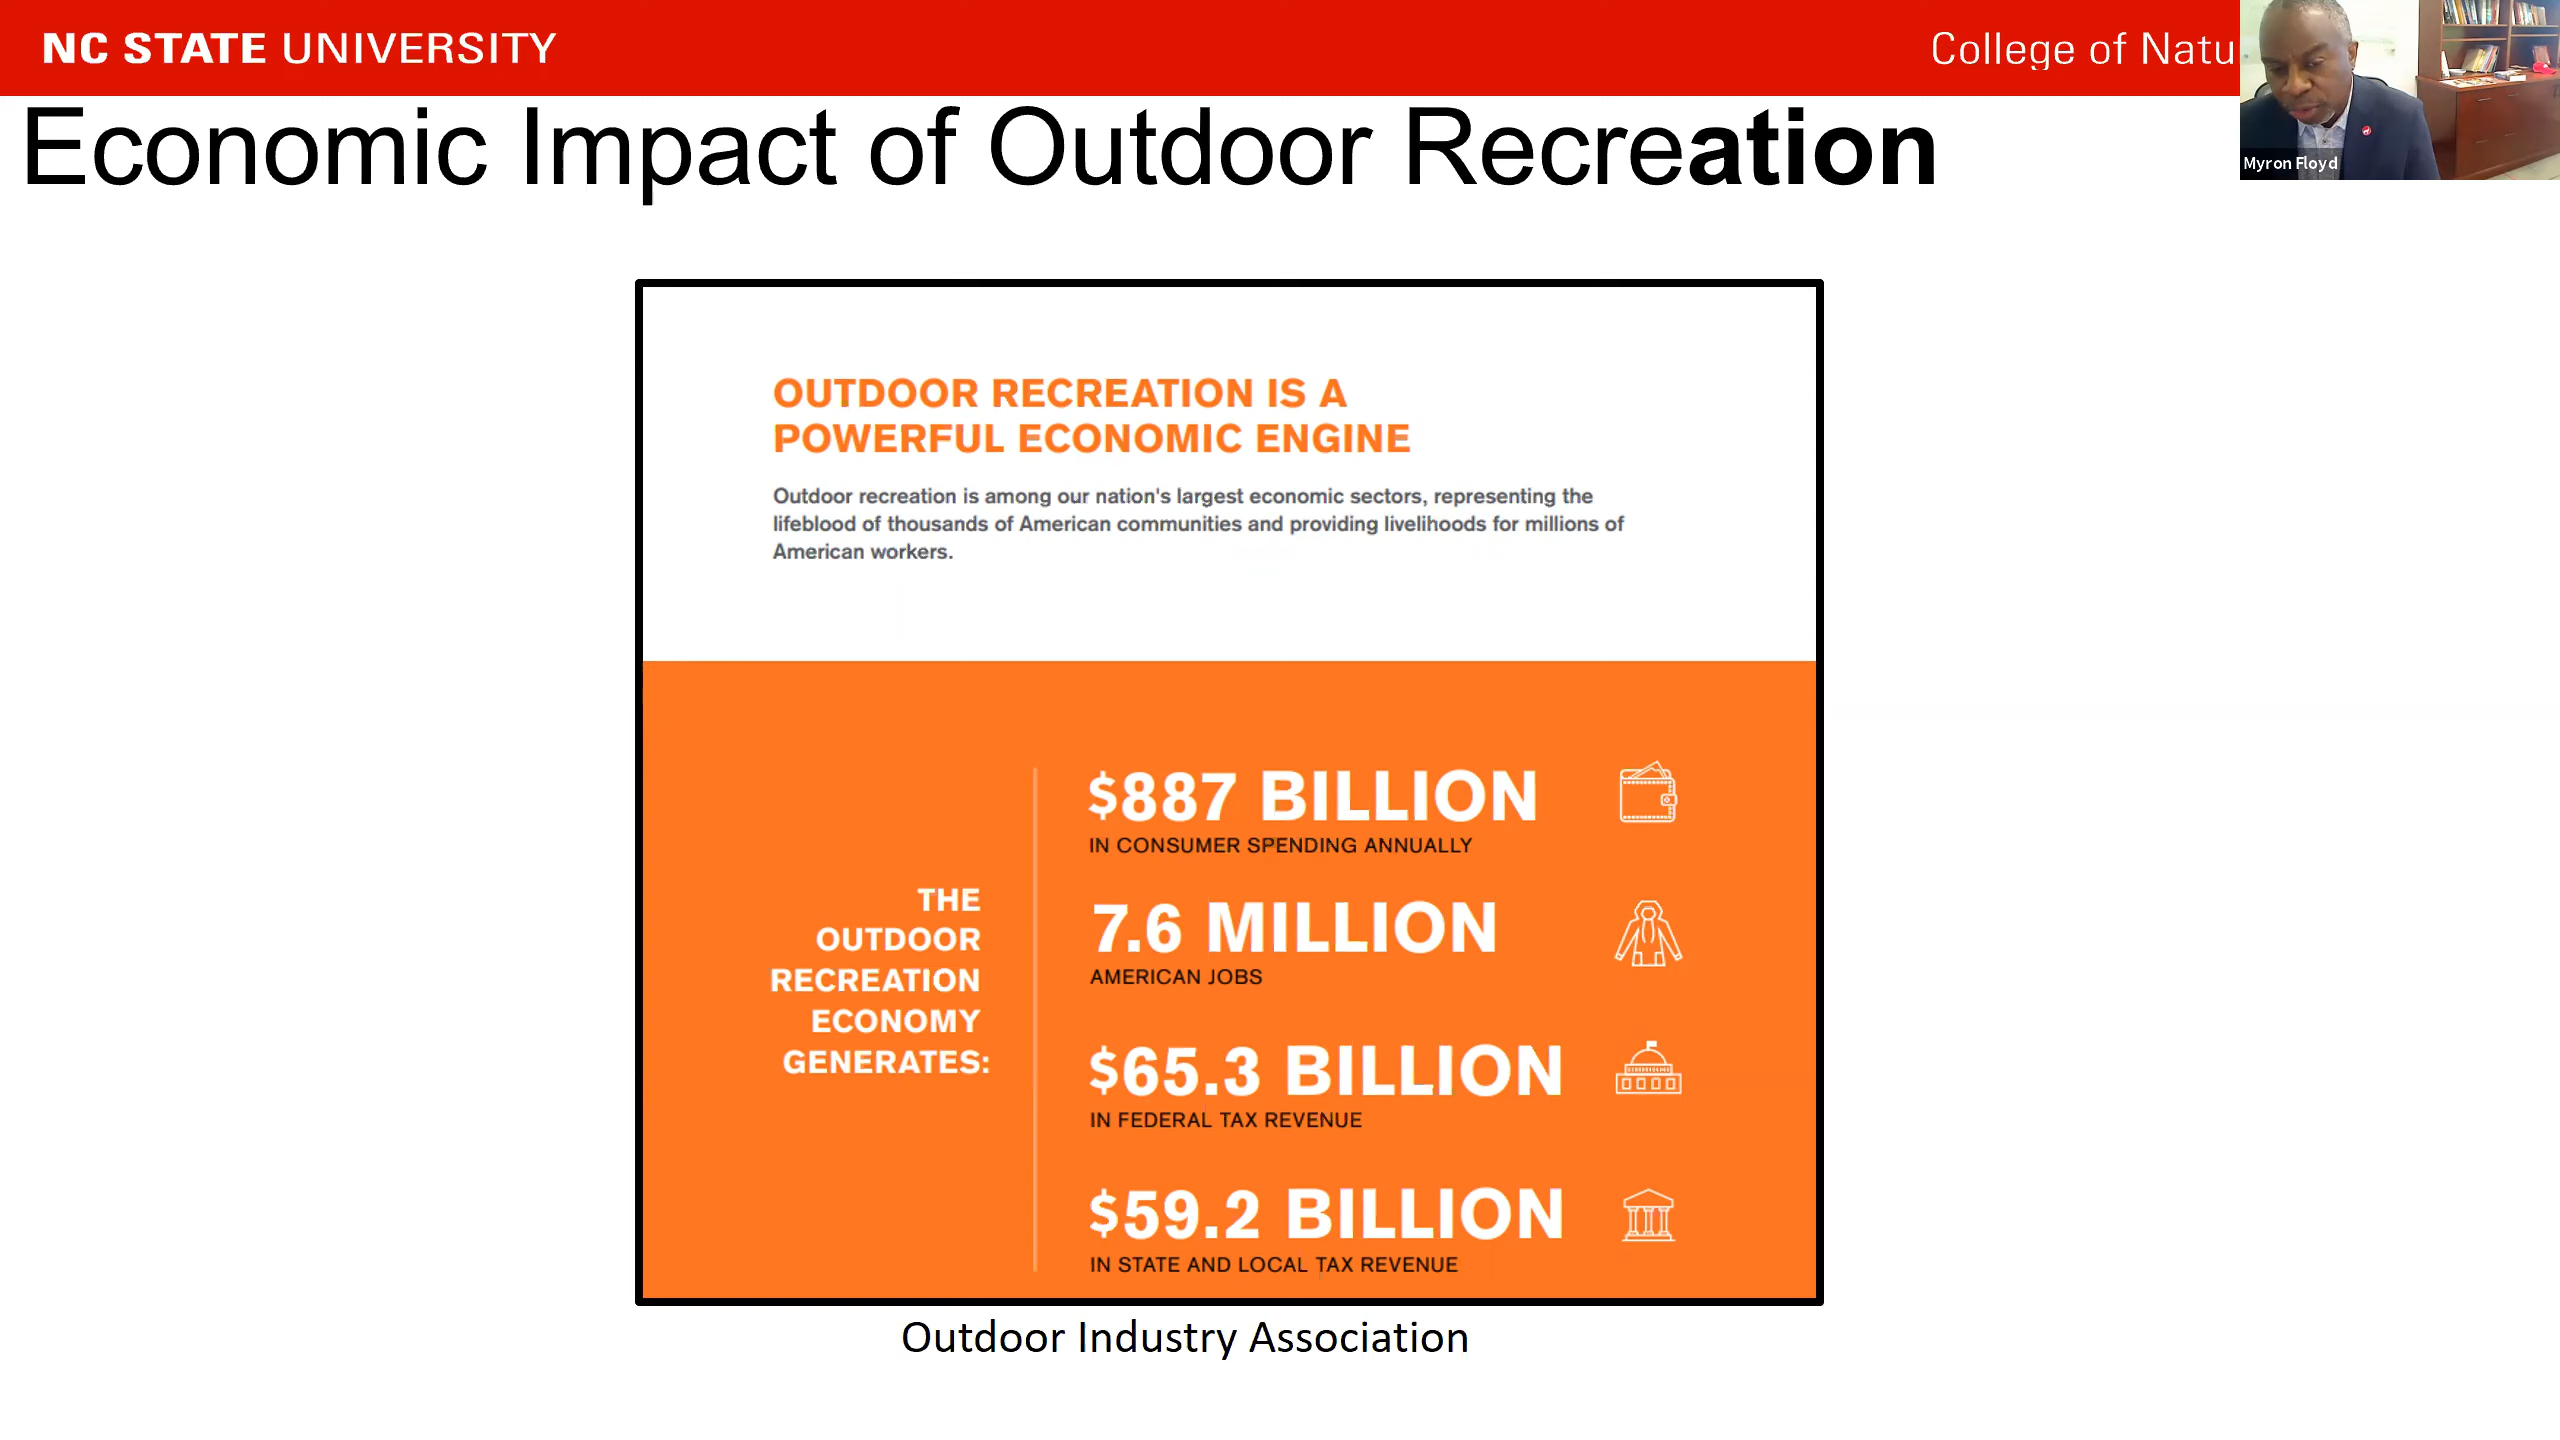 NC STATE UNIVERSITY
College of Natu
Myron Floyd
Economic Impact of Outdoor Recreation
OUTDOOR RECREATION IS A
POWERFUL ECONOMIC ENGINE
Outdoor recreation is among our nation's largest economic sectors, representing the
lifeblood of thousands of American communities and providing livelihoods for millions of
American workers.
THE
OUTDOOR
RECREATION
ECONOMY
GENERATES:
$887 BILLION
IN CONSUMER SPENDING ANNUALLY
7.6 MILLION
AMERICAN JOBS
$65.3 BILLION
IN FEDERAL TAX REVENUE
$59.2 BILLION
IN STATE AND LOCAL TAX REVENUE
Outdoor Industry Association